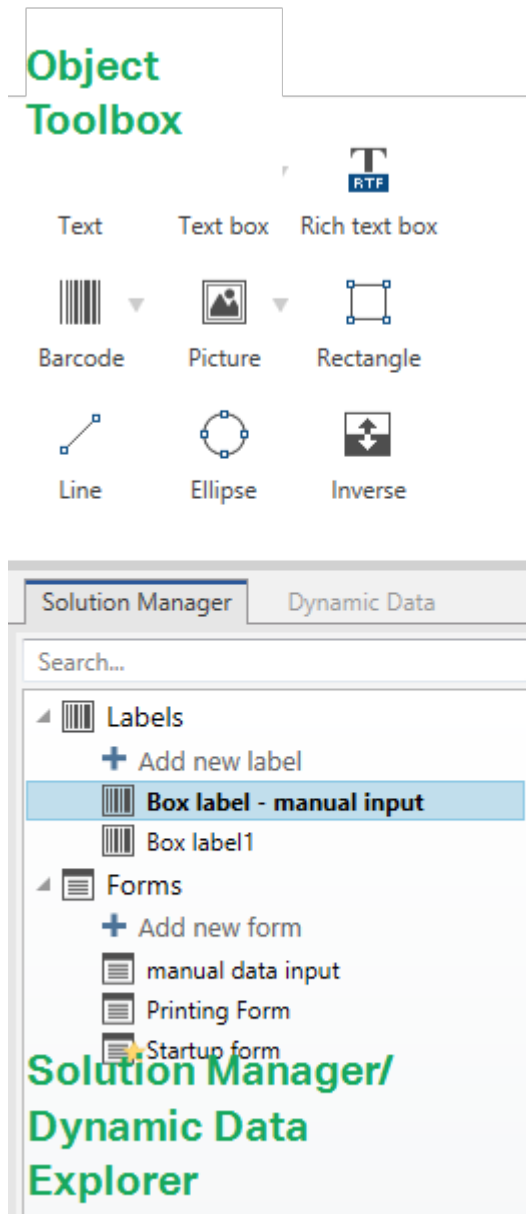 Object
Toolbox
RTF
Text Text box Rich text box
Barcode Picture Rectangle
Line Ellipse Inverse
Solution Manager Dynamic Data
Search...
Labels
Add new label
Box label - manual input
Box label1
Forms
Add new form
manual data input
Printing Form
Startup form
Solution Manager/
Dynamic Data
Explorer